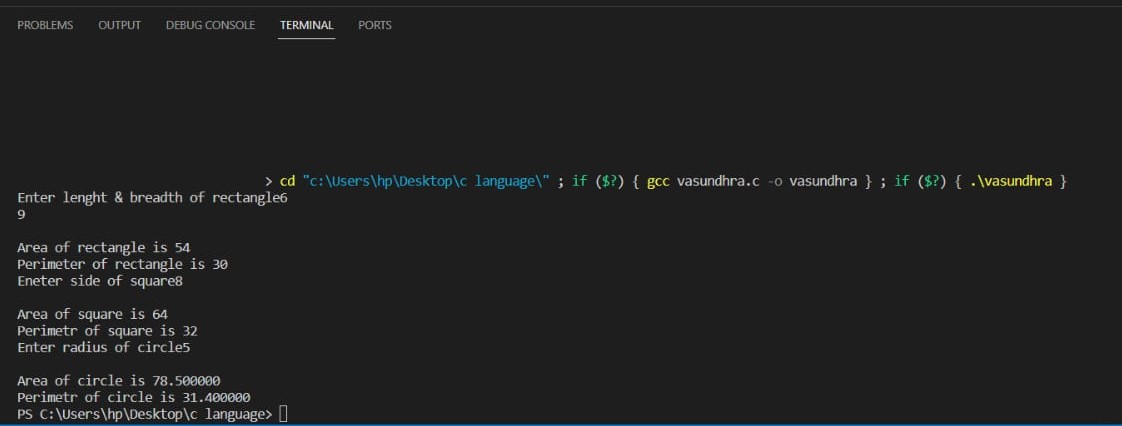 PROBLEMS OUTPUT DEBUG CONSOLE TERMINAL PORTS
> cd "c:\Users\hp\Desktop\c language\" ; if ($?) { gcc vasundhra.c -o vasundhra } ; if ($?) { .\vasundhra }
Enter lenght & breadth of rectangle6
9
Area of rectangle is 54
Perimeter of rectangle is 30
Eneter side of square8
Area of square is 64
Perimetr of square is 32
Enter radius of circle5
Area of circle is 78.500000
Perimetr of circle is 31.400000
PS C:\Users\hp\Desktop\c language>